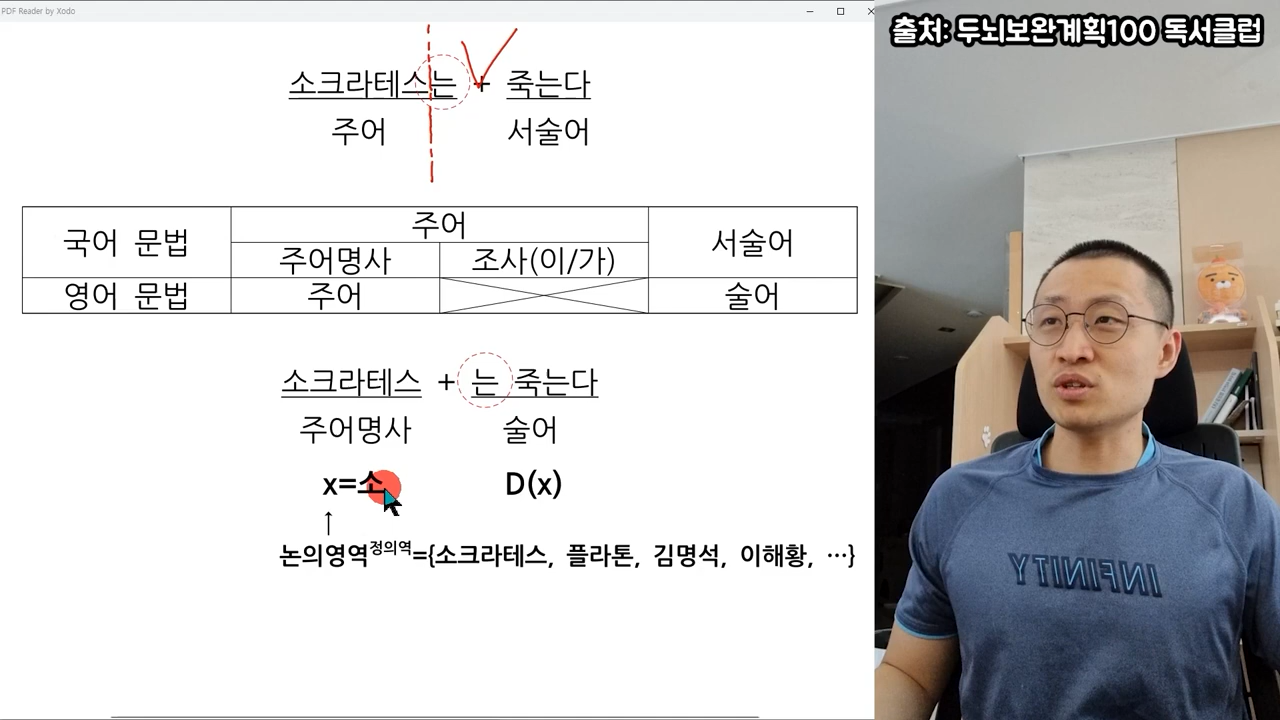 PDF Reader by Xodo
출처: 두뇌보완계획100 독서클럽
소크라테스는 + 죽는다
주어 서술어
국어 문법 주어 서술어
주어명사 조사(이/가)
영어 문법 주어 술어
소크라테스 + 는 죽는다
주어명사 술어
x=소 D(x)
↑
논의영역정의역={소크라테스, 플라톤, 김명석, 이해황, …}
INFINITY